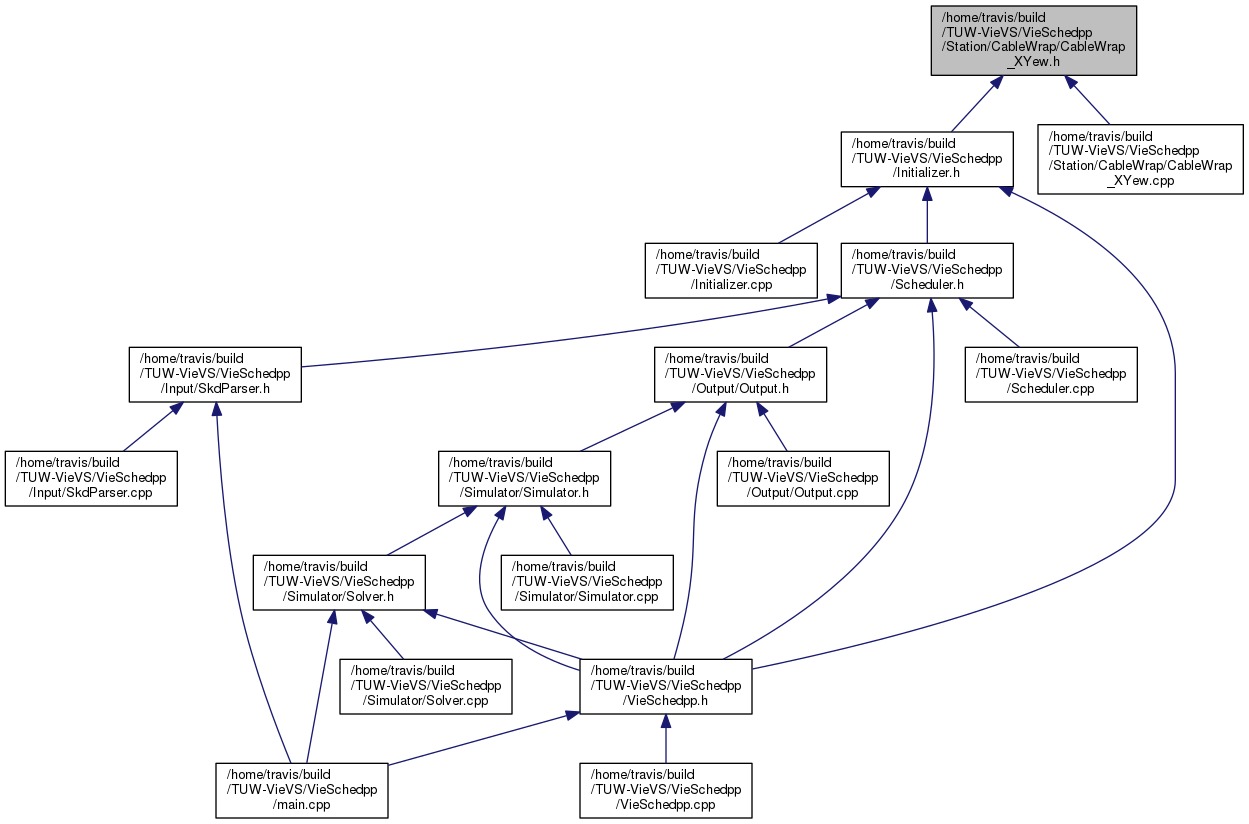 /home/travis/build
/TUW-VieVS/VieSchedpp
/Station/CableWrap/CableWrap
_XYew.h
/home/travis/build
/TUW-VieVS/VieSchedpp
/Initializer.h
/home/travis/build
/TUW-VieVS/VieSchedpp
/Station/CableWrap/CableWrap
_XYew.cpp
/home/travis/build
/TUW-VieVS/VieSchedpp
/Initializer.cpp
/home/travis/build
/TUW-VieVS/VieSchedpp
/Scheduler.h
/home/travis/build
/TUW-VieVS/VieSchedpp
/Input/SkdParser.h
/home/travis/build
/TUW-VieVS/VieSchedpp
/Output/Output.h
/home/travis/build
/TUW-VieVS/VieSchedpp
/Scheduler.cpp
/home/travis/build
/TUW-VieVS/VieSchedpp
/Input/SkdParser.cpp
/home/travis/build
/TUW-VieVS/VieSchedpp
/Simulator/Simulator.h
/home/travis/build
/TUW-VieVS/VieSchedpp
/Output/Output.cpp
/home/travis/build
/TUW-VieVS/VieSchedpp
/Simulator/Solver.h
/home/travis/build
/TUW-VieVS/VieSchedpp
/Simulator/Simulator.cpp
/home/travis/build
/TUW-VieVS/VieSchedpp
/Simulator/Solver.cpp
/home/travis/build
/TUW-VieVS/VieSchedpp
/VieSchedpp.h
/home/travis/build
/TUW-VieVS/VieSchedpp
/main.cpp
/home/travis/build
/TUW-VieVS/VieSchedpp
/VieSchedpp.cpp